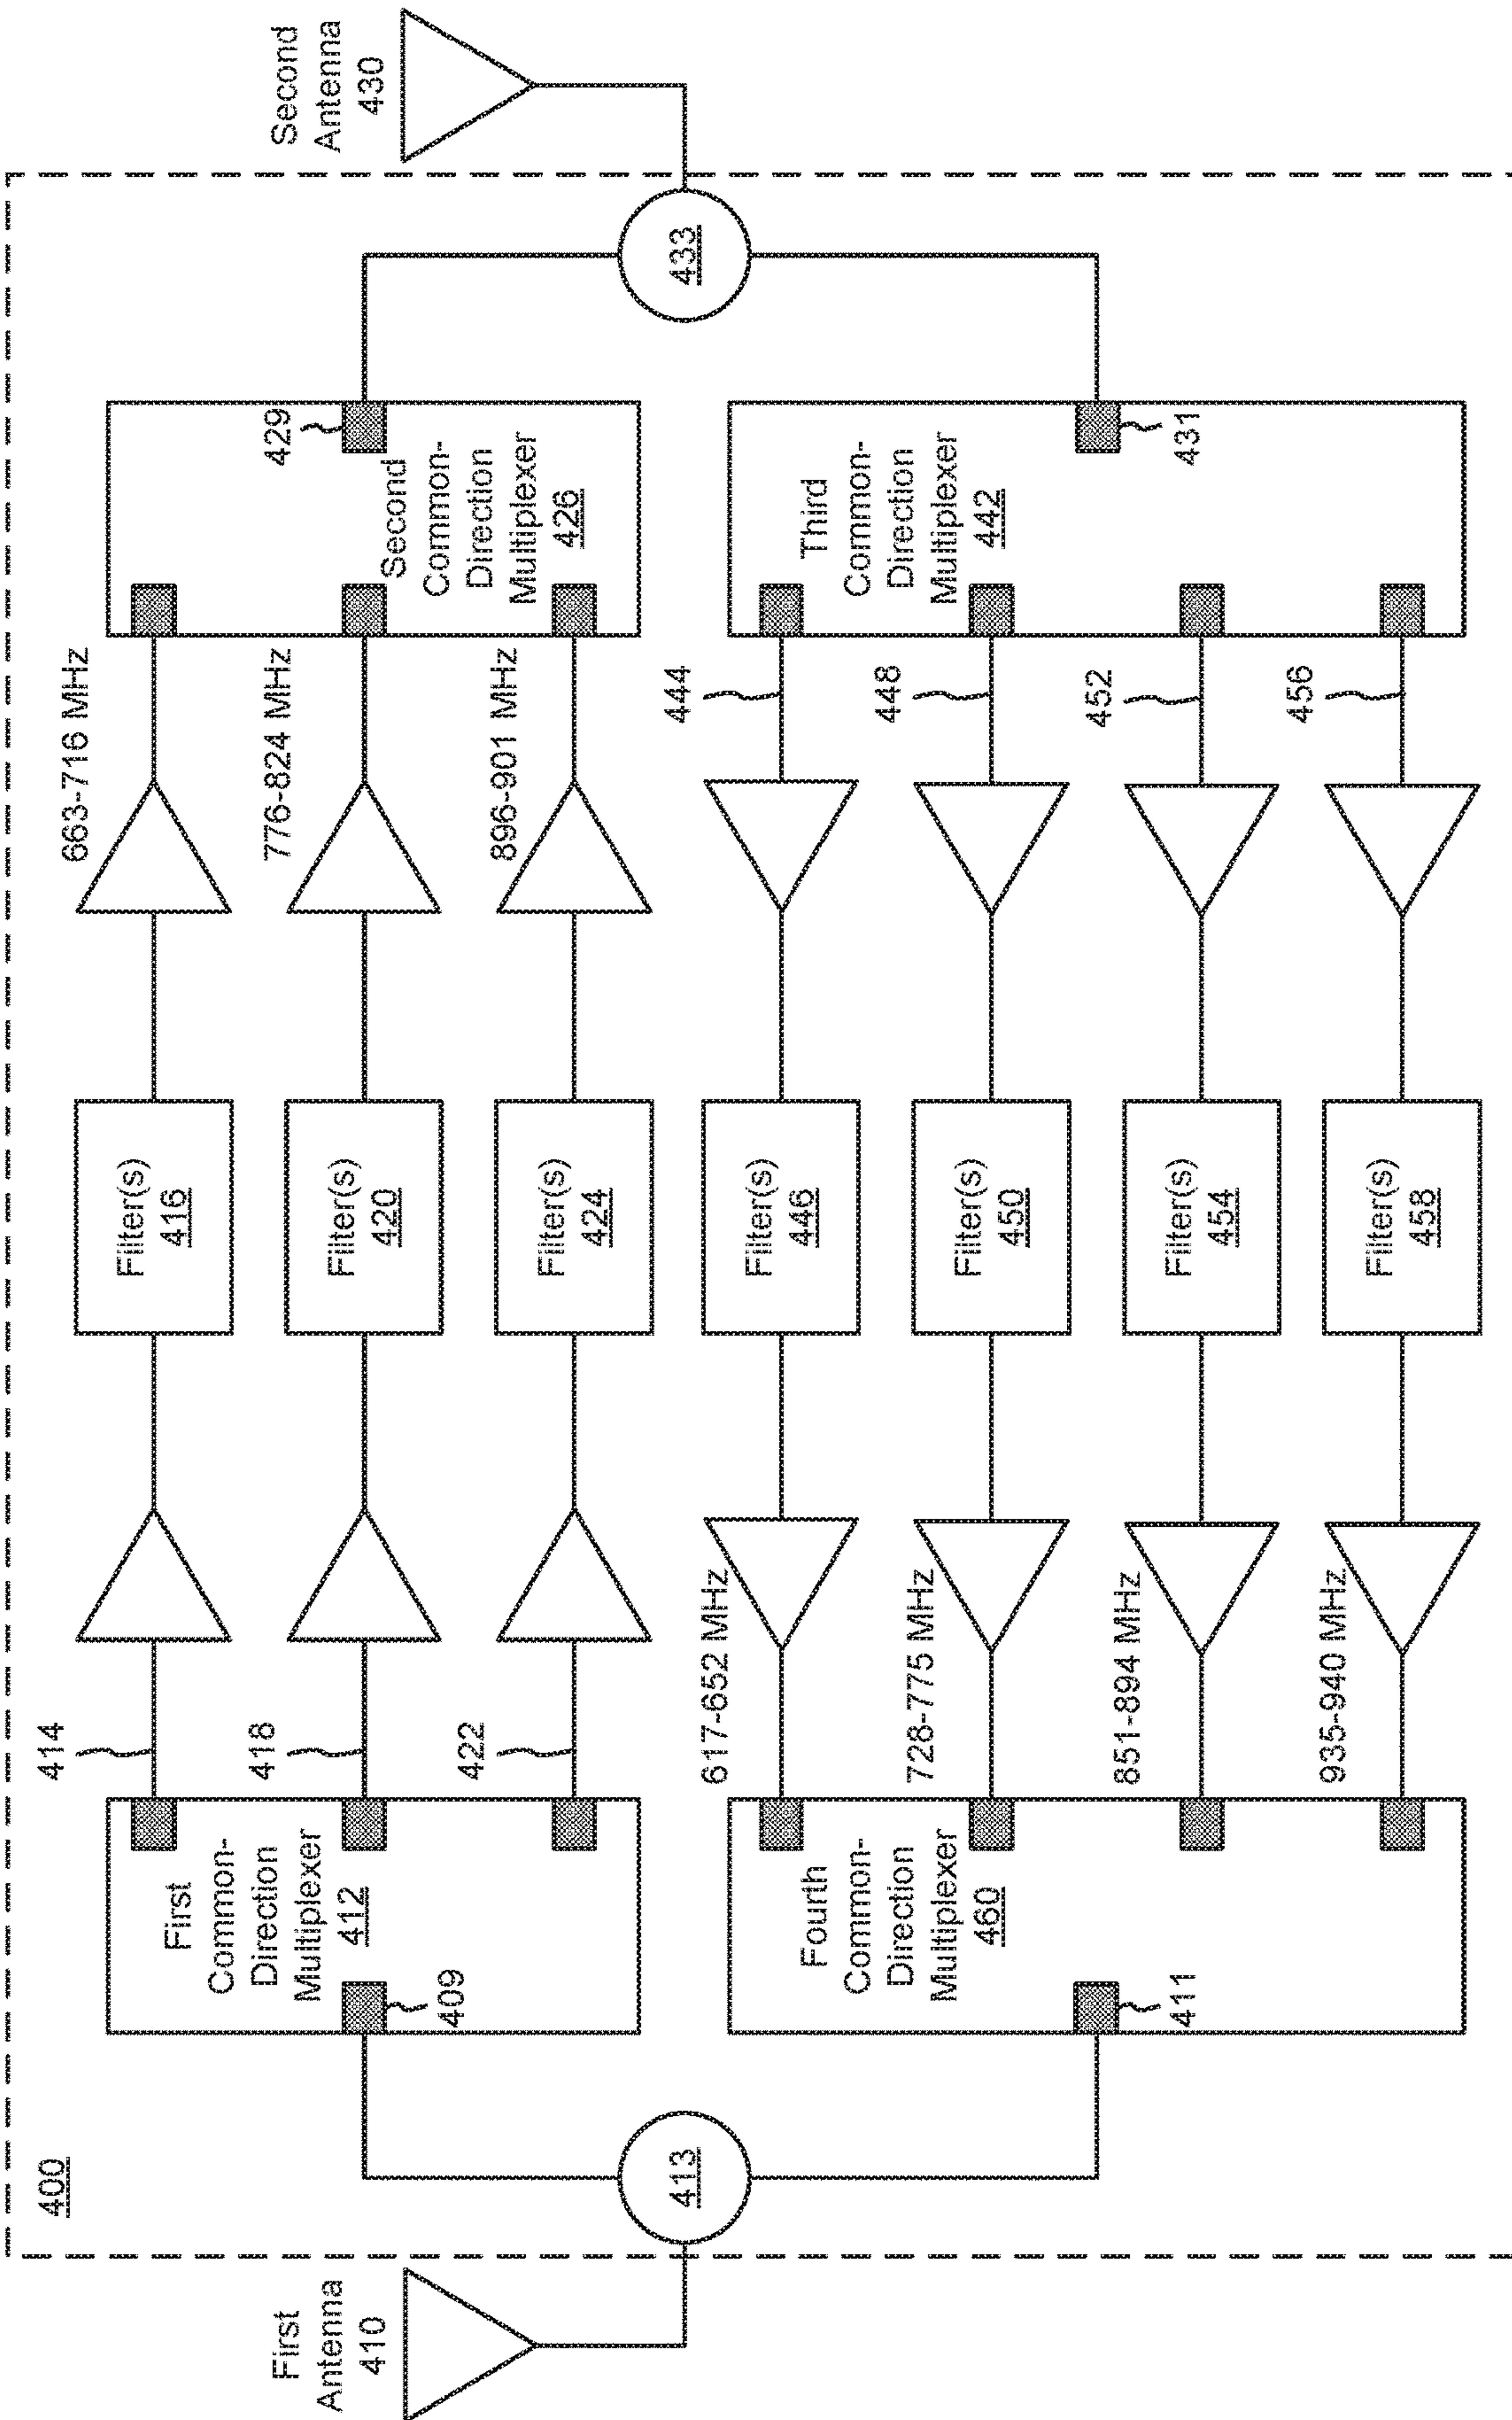 400
First
Antenna
410
413
First
Common-
Direction
Multiplexer
412
409
414
418
422
Filter(s)
416
Filter(s)
420
Filter(s)
424
663-716 MHz
776-824 MHz
896-901 MHz
Second
Common-
Direction
Multiplexer
426
429
433
Second
Antenna
430
Fourth
Common-
Direction
Multiplexer
460
411
617-652 MHz
728-775 MHz
851-894 MHz
935-940 MHz
Filter(s)
446
Filter(s)
450
Filter(s)
454
Filter(s)
458
444
448
452
456
Third
Common-
Direction
Multiplexer
442
431